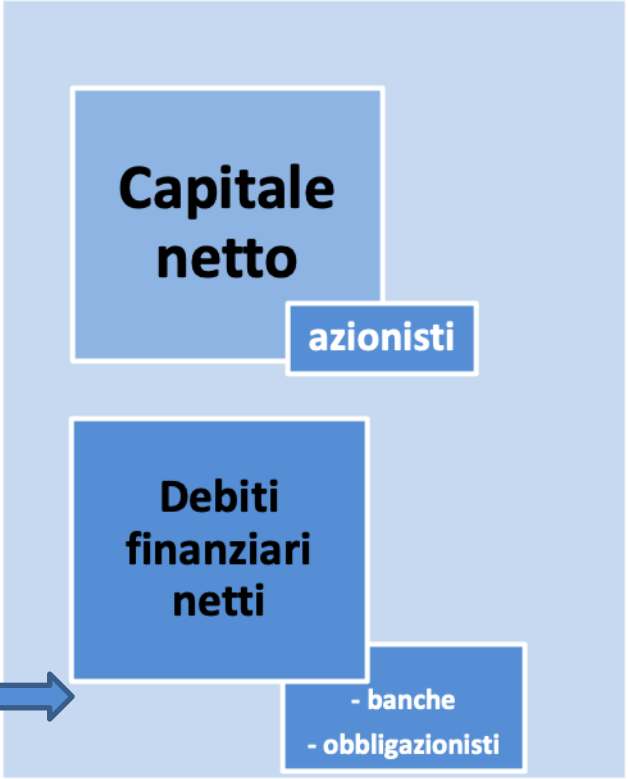 Capitale
netto
azionisti
Debiti
finanziari
netti
- banche
- obbligazionisti